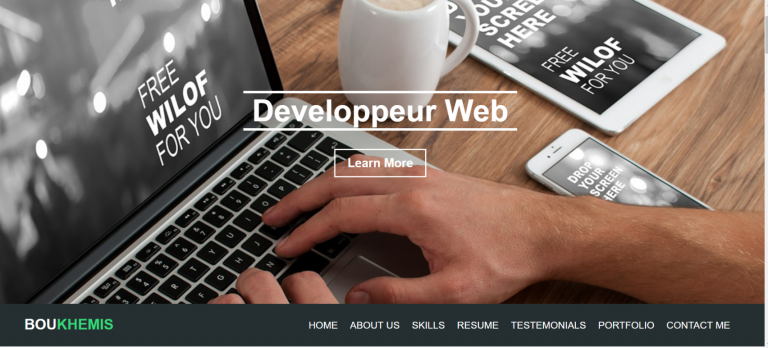 FREE
WILOF
FOR YOU
YOUR
SCREEN
HERE
FREE
WILOF
FOR YOU
Developpeur Web
Learn More
DROP
YOUR
SCREEN
HERE
BOUKHEMIS
HOME ABOUT US SKILLS RESUME TESTIMONIALS PORTFOLIO CONTACT ME